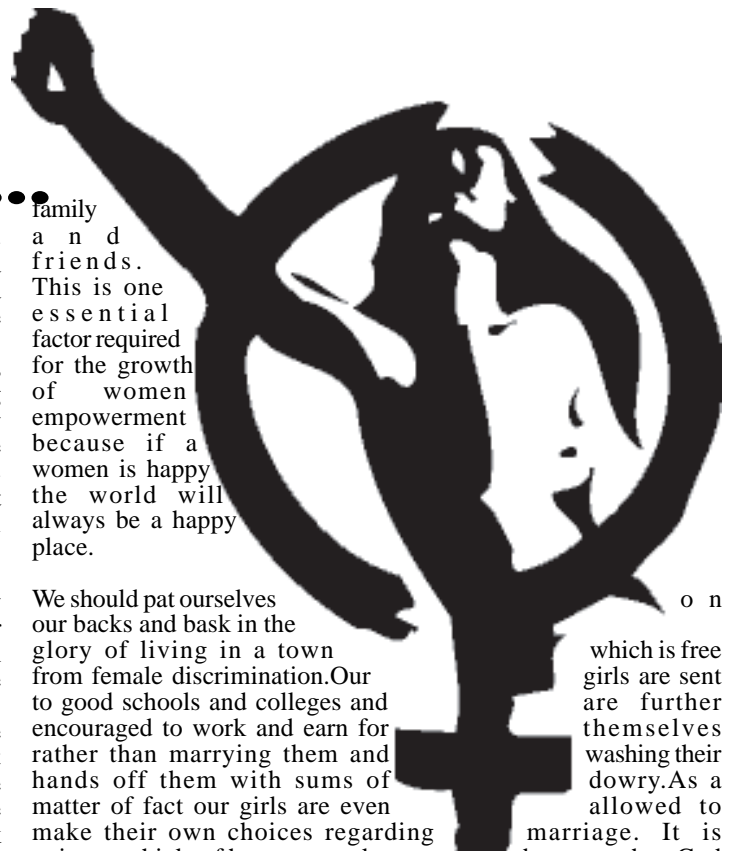 family
a n d
friends.
This is one
essential
factor required
for the growth
of women
empowerment
because if a
women is happy
the world will
always be a happy
place.
We should pat ourselves on
our backs and bask in the
glory of living in a town which is free
from female discrimination.Our girls are sent
to good schools and colleges and are further
encouraged to work and earn for themselves
rather than marrying them and washing their
hands off them with sums of dowry.As a
matter of fact our girls are even allowed to
make their own choices regarding marriage. It is